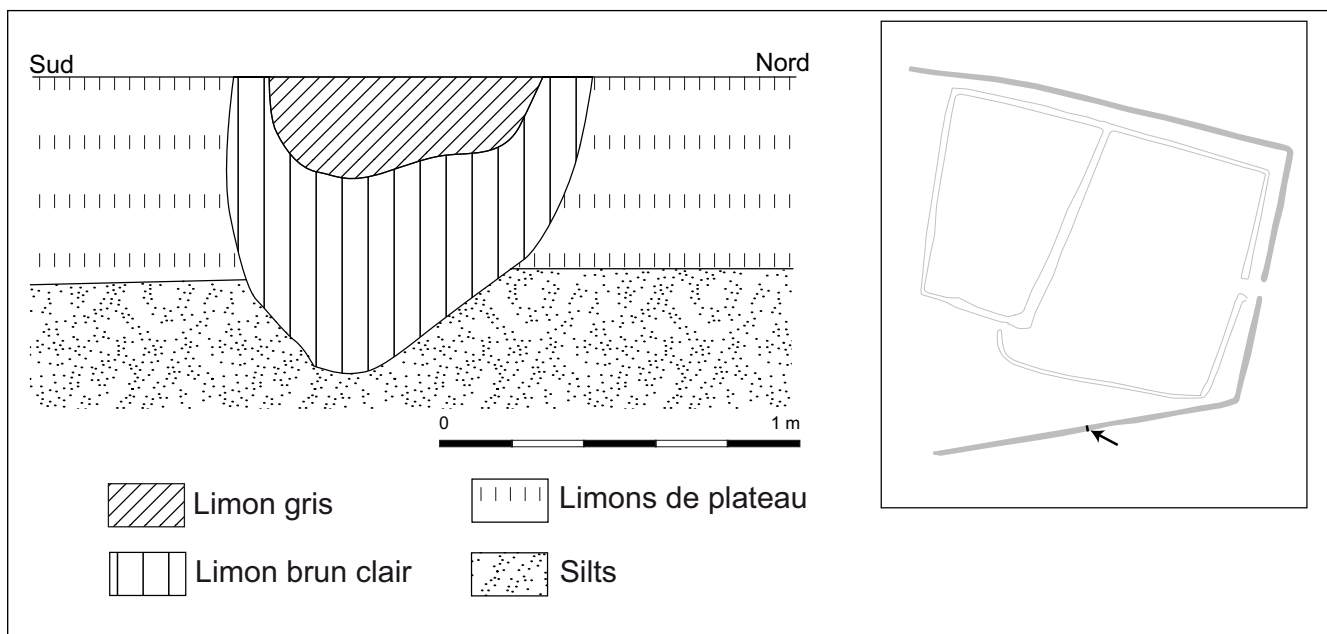 Sud Nord
0 1 m
Limon gris
Limons de plateau
Limon brun clair
Silts